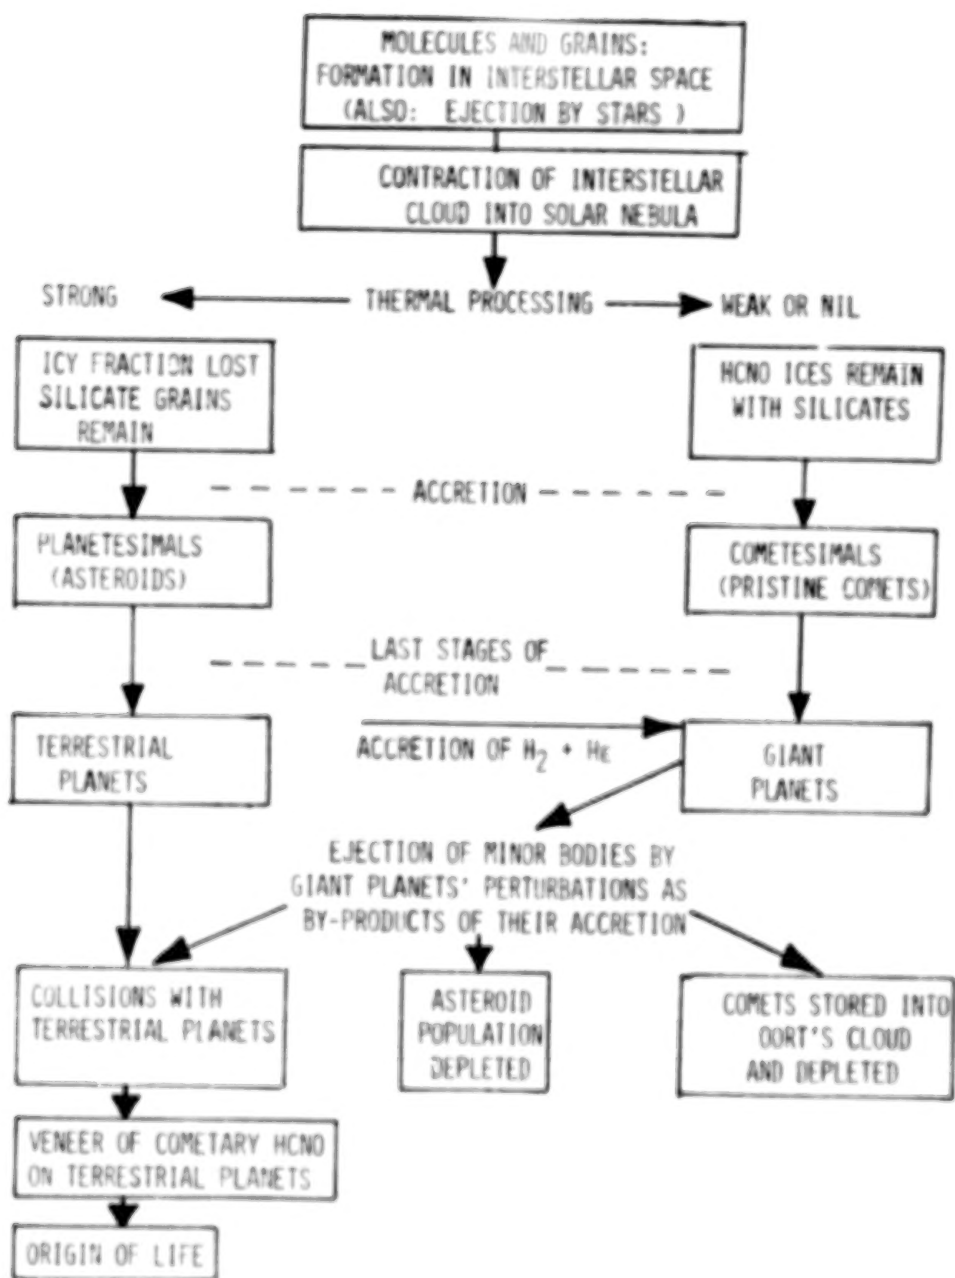 MOLECULES AND GRAINS:
FORMATION IN INTERSTELLAR SPACE
(ALSO: EJECTION BY STARS )
CONTRACTION OF INTERSTELLAR
CLOUD INTO SOLAR NEBULA
STRONG
THERMAL PROCESSING
WEAK OR NIL
ICY FRACTION LOST
SILICATE GRAINS
REMAIN
HCNO ICES REMAIN
WITH SILICATES
ACCRETION
PLANETESIMALS
(ASTEROIDS)
COMETESIMALS
(PRISTINE COMETS)
LAST STAGES OF
ACCRETION
TERRESTRIAL
PLANETS
ACCRETION OF H2 + HE
GIANT
PLANETS
EJECTION OF MINOR BODIES BY
GIANT PLANETS' PERTURBATIONS AS
BY-PRODUCTS OF THEIR ACCRETION
COLLISIONS WITH
TERRESTRIAL PLANETS
ASTEROID
POPULATION
DEPLETED
COMETS STORED INTO
OORT'S CLOUD
AND DEPLETED
VENEER OF COMETARY HCNO
ON TERRESTRIAL PLANETS
ORIGIN OF LIFE